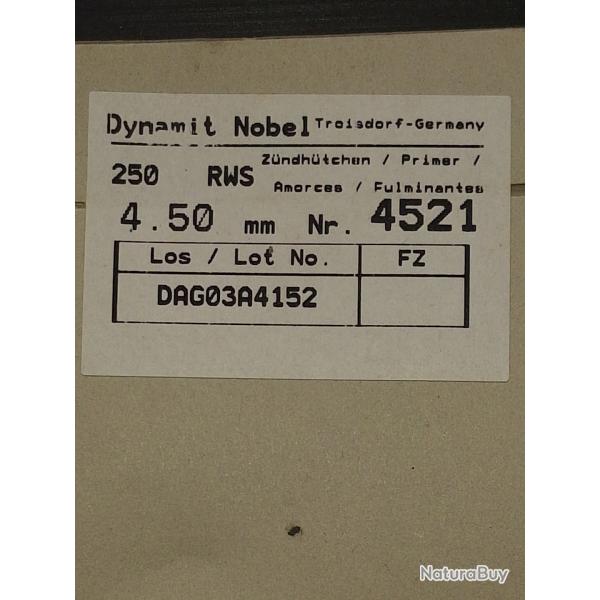 Dynamit Nobel Troisdorf-Germany
250 RWS Zündhütchen / Primer /
Amorces / Fulminantes
4.50 mm Nr. 4521
Los / Lot No. FZ
DAG03A4152
NaturaBuy